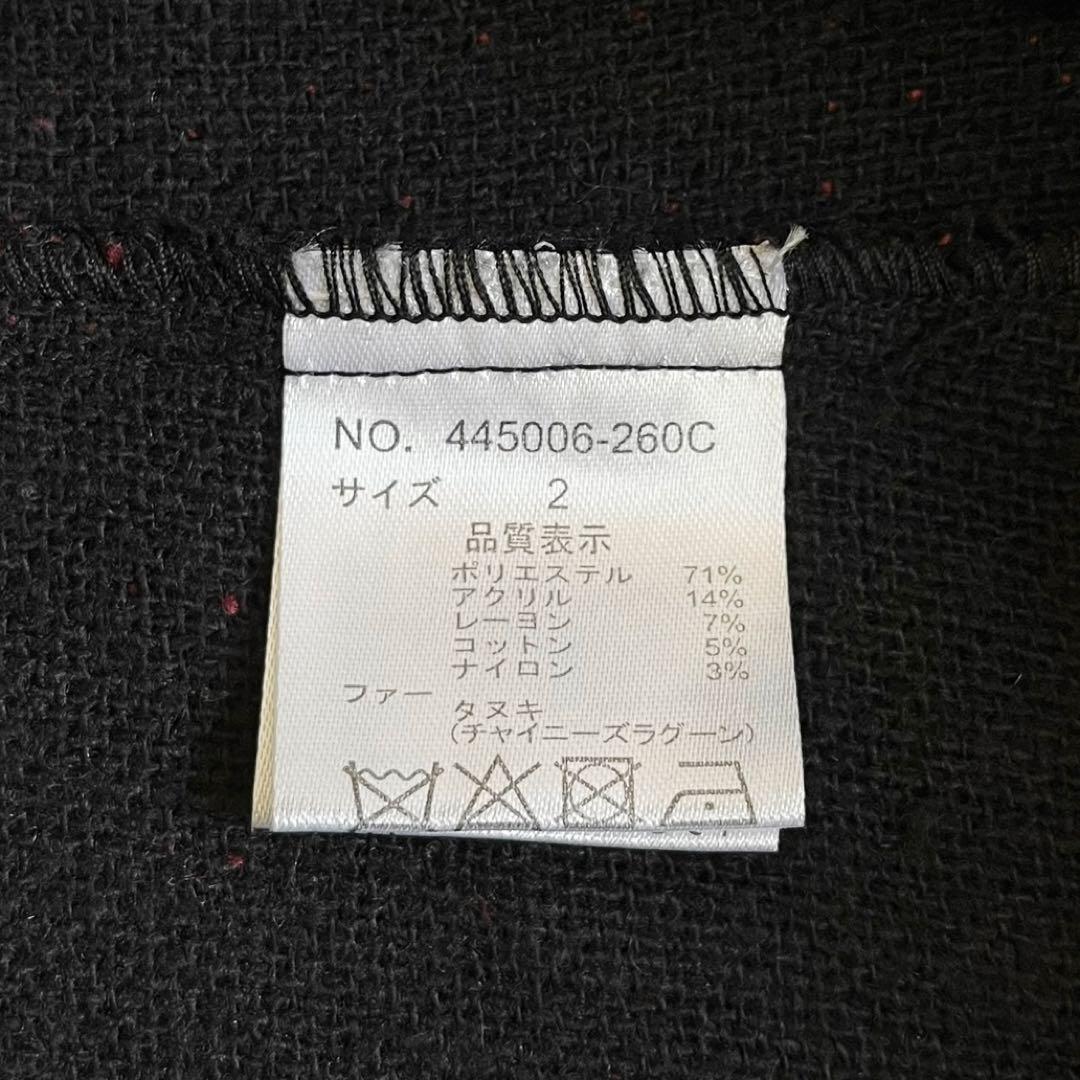 NO. 445006-260C
サイズ 2
品質表示
ポリエステル 71%
アクリル 14%
レーヨン 7%
コットン 5%
ナイロン 3%
ファー
タヌキ
(チャイニーズラグーン)